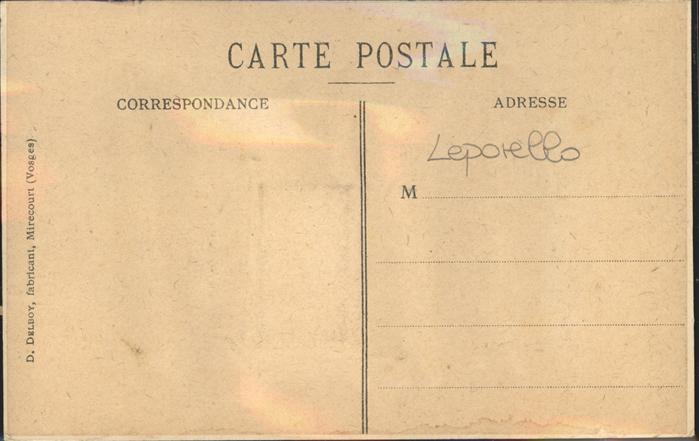 CARTE POSTALE
CORRESPONDANCE
ADRESSE
Leporello
M
D. DELBOY, fabricant, Mirecourt (Vosges)